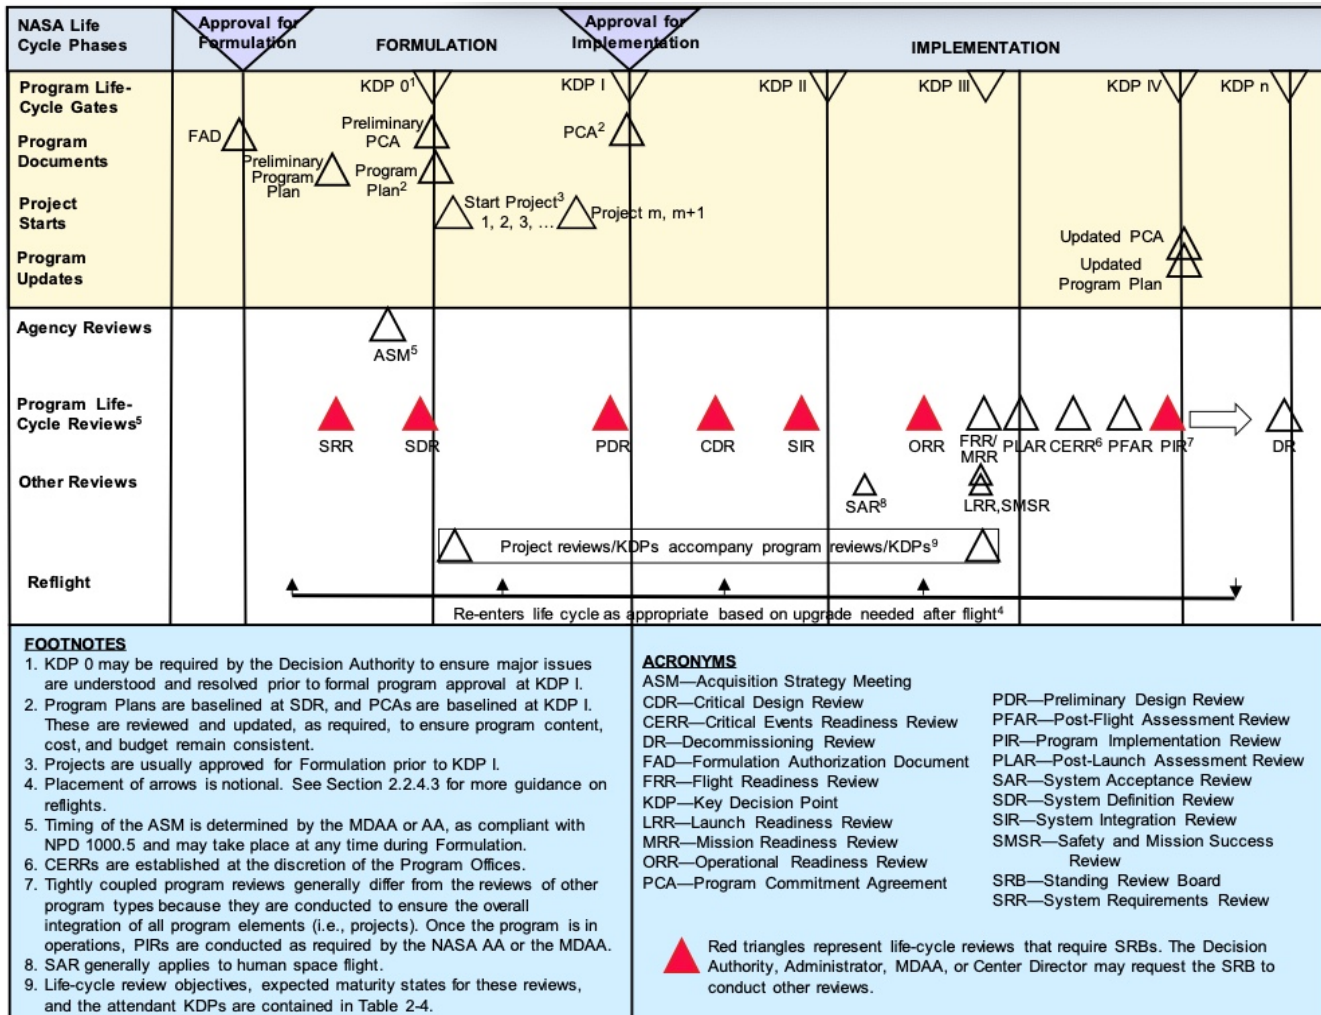 NASA Life
Cycle Phases
Approval for
Formulation
FORMULATION
Approval for
Implementation
IMPLEMENTATION
Program Life-
Cycle Gates
KDP 0¹
KDP I
KDP II
KDP III
KDP IV
KDP n
Program
Documents
FAD
Preliminary
Program
Plan
Preliminary
PCA
Program
Plan²
PCA²
Project
Starts
Start Project³
1, 2, 3, …
Project m, m+1
Program
Updates
Updated PCA
Updated
Program Plan
Agency Reviews
ASM⁵
Program Life-
Cycle Reviews⁵
SRR
SDR
PDR
CDR
SIR
ORR
FRR/
MRR
PLAR
CERR⁶
PFAR
PIR⁷
DR
Other Reviews
SAR⁸
LRR,SMSR
Project reviews/KDPs accompany program reviews/KDPs⁹
Reflight
Re-enters life cycle as appropriate based on upgrade needed after flight⁴
FOOTNOTES
1. KDP 0 may be required by the Decision Authority to ensure major issues
are understood and resolved prior to formal program approval at KDP I.
2. Program Plans are baselined at SDR, and PCAs are baselined at KDP I.
These are reviewed and updated, as required, to ensure program content,
cost, and budget remain consistent.
3. Projects are usually approved for Formulation prior to KDP I.
4. Placement of arrows is notional. See Section 2.2.4.3 for more guidance on
reflights.
5. Timing of the ASM is determined by the MDAA or AA, as compliant with
NPD 1000.5 and may take place at any time during Formulation.
6. CERRs are established at the discretion of the Program Offices.
7. Tightly coupled program reviews generally differ from the reviews of other
program types because they are conducted to ensure the overall
integration of all program elements (i.e., projects). Once the program is in
operations, PIRs are conducted as required by the NASA AA or the MDAA.
8. SAR generally applies to human space flight.
9. Life-cycle review objectives, expected maturity states for these reviews,
and the attendant KDPs are contained in Table 2-4.
ACRONYMS
ASM—Acquisition Strategy Meeting
CDR—Critical Design Review
CERR—Critical Events Readiness Review
DR—Decommissioning Review
FAD—Formulation Authorization Document
FRR—Flight Readiness Review
KDP—Key Decision Point
LRR—Launch Readiness Review
MRR—Mission Readiness Review
ORR—Operational Readiness Review
PCA—Program Commitment Agreement
PDR—Preliminary Design Review
PFAR—Post-Flight Assessment Review
PIR—Program Implementation Review
PLAR—Post-Launch Assessment Review
SAR—System Acceptance Review
SDR—System Definition Review
SIR—System Integration Review
SMSR—Safety and Mission Success
Review
SRB—Standing Review Board
SRR—System Requirements Review
Red triangles represent life-cycle reviews that require SRBs. The Decision
Authority, Administrator, MDAA, or Center Director may request the SRB to
conduct other reviews.